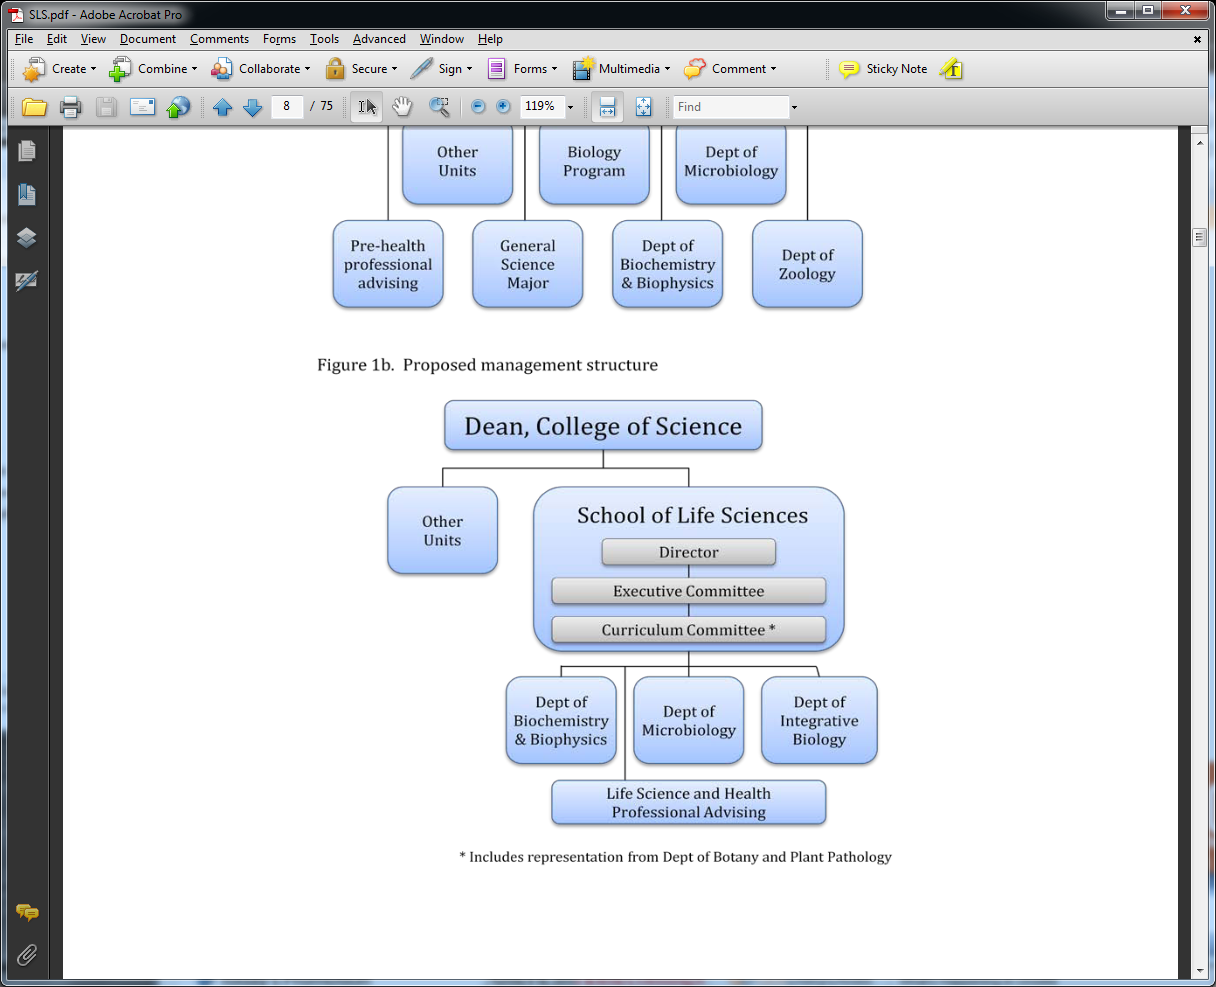 SLS.pdf - Adobe Acrobat Pro
File Edit View Document Comments Forms Tools Advanced Window Help
Create Combine Collaborate Secure Sign Forms Multimedia Comment Sticky Note
8 / 75 119% Find
Other
Units
Biology
Program
Dept of
Microbiology
Pre-health
professional
advising
General
Science
Major
Dept of
Biochemistry
& Biophysics
Dept of
Zoology
Figure 1b. Proposed management structure
Dean, College of Science
Other
Units
School of Life Sciences
Director
Executive Committee
Curriculum Committee *
Dept of
Biochemistry
& Biophysics
Dept of
Microbiology
Dept of
Integrative
Biology
Life Science and Health
Professional Advising
* Includes representation from Dept of Botany and Plant Pathology